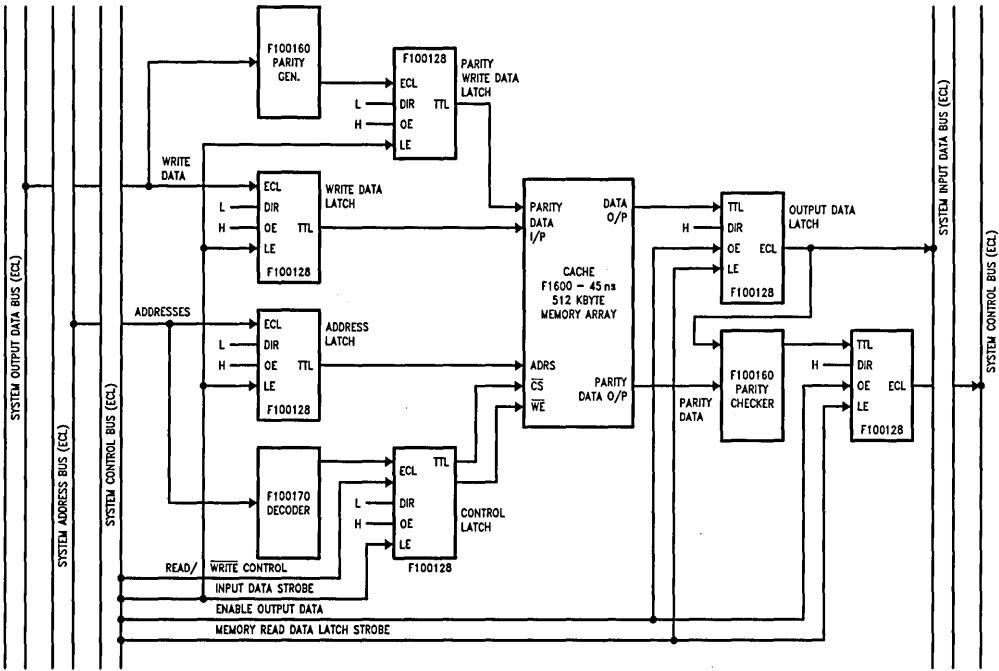 SYSTEM OUTPUT DATA BUS (ECL)
SYSTEM ADDRESS BUS (ECL)
SYSTEM CONTROL BUS (ECL)
F100160
PARITY
GEN.
F100128
ECL
DIR
TTL
OE
LE
L
H
PARITY
WRITE DATA
LATCH
WRITE
DATA
ECL
DIR
OE
TTL
LE
F100128
L
H
WRITE DATA
LATCH
ADDRESSES
ECL
DIR
OE
TTL
LE
F100128
L
H
ADDRESS
LATCH
F100170
DECODER
TTL
ECL
DIR
OE
LE
F100128
L
H
CONTROL
LATCH
READ/ WRITE CONTROL
INPUT DATA STROBE
ENABLE OUTPUT DATA
MEMORY READ DATA LATCH STROBE
PARITY
DATA
I/P
DATA
O/P
CACHE
F1600 – 45 ns
512 KBYTE
MEMORY ARRAY
ADRS
CS
WE
PARITY
DATA O/P
TTL
DIR
OE
ECL
LE
F100128
H
OUTPUT DATA
LATCH
PARITY
DATA
F100160
PARITY
CHECKER
TTL
DIR
OE
ECL
LE
F100128
H
SYSTEM INPUT DATA BUS (ECL)
SYSTEM CONTROL BUS (ECL)